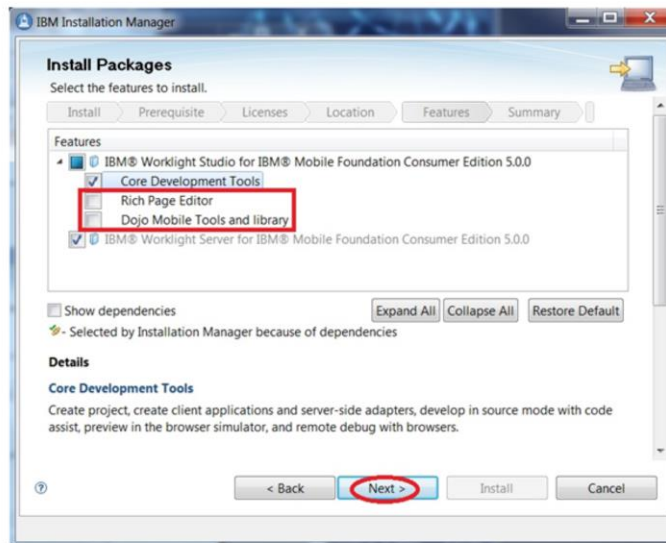 IBM Installation Manager
Install Packages
Select the features to install.
Install Prerequisite Licenses Location Features Summary
Features
IBM® Worklight Studio for IBM® Mobile Foundation Consumer Edition 5.0.0
Core Development Tools
Rich Page Editor
Dojo Mobile Tools and library
IBM® Worklight Server for IBM® Mobile Foundation Consumer Edition 5.0.0
Show dependencies Expand All Collapse All Restore Default
- Selected by Installation Manager because of dependencies
Details
Core Development Tools
Create project, create client applications and server-side adapters, develop in source mode with code
assist, preview in the browser simulator, and remote debug with browsers.
? < Back Next > Install Cancel